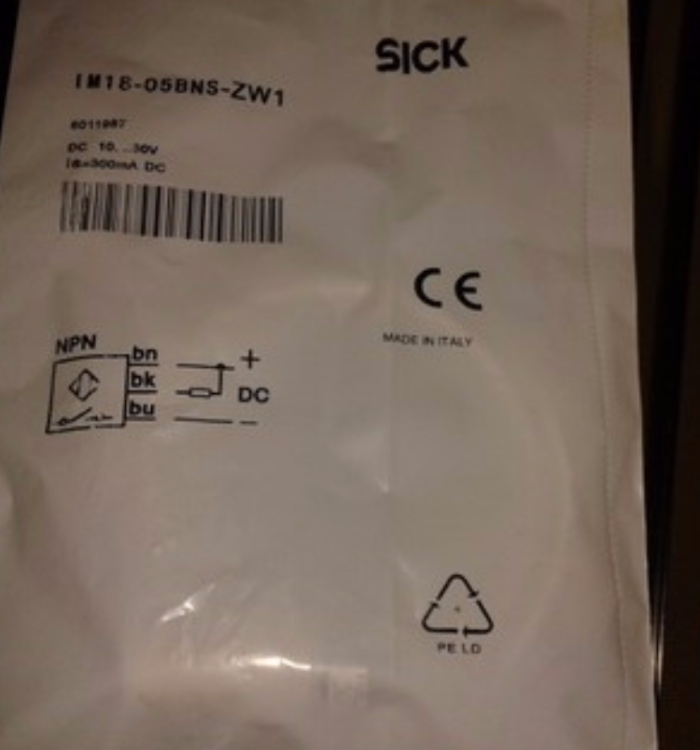 SICK
IM18-05BNS-ZW1
6011987
DC 10...30V
Ia=300mA DC
CE
MADE IN ITALY
NPN
bn
+
bk
DC
bu
-
PE LD